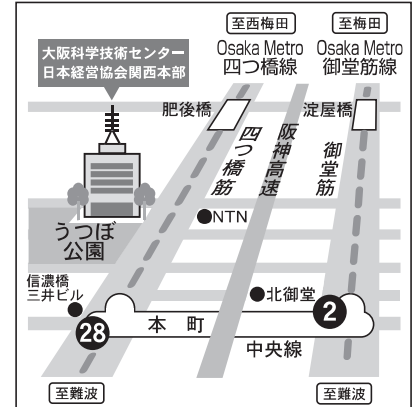 至西梅田
至梅田
大阪科学技術センター
日本経営協会関西本部
Osaka Metro
四つ橋線
Osaka Metro
御堂筋線
肥後橋
淀屋橋
四つ橋筋
阪神高速
御堂筋
うつぼ
公園
NTN
信濃橋
三井ビル
北御堂
28
本町
2
中央線
至難波
至難波